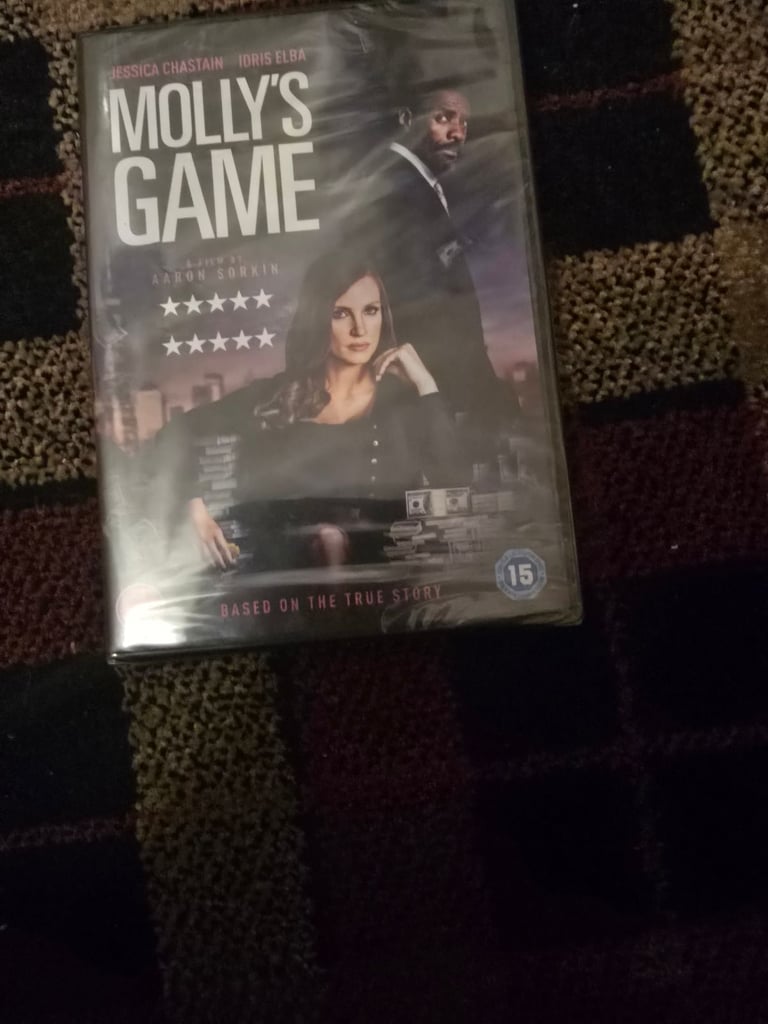 JESSICA CHASTAIN IDRIS ELBA
MOLLY'S
GAME
A FILM BY
AARON SORKIN
BASED ON THE TRUE STORY
15